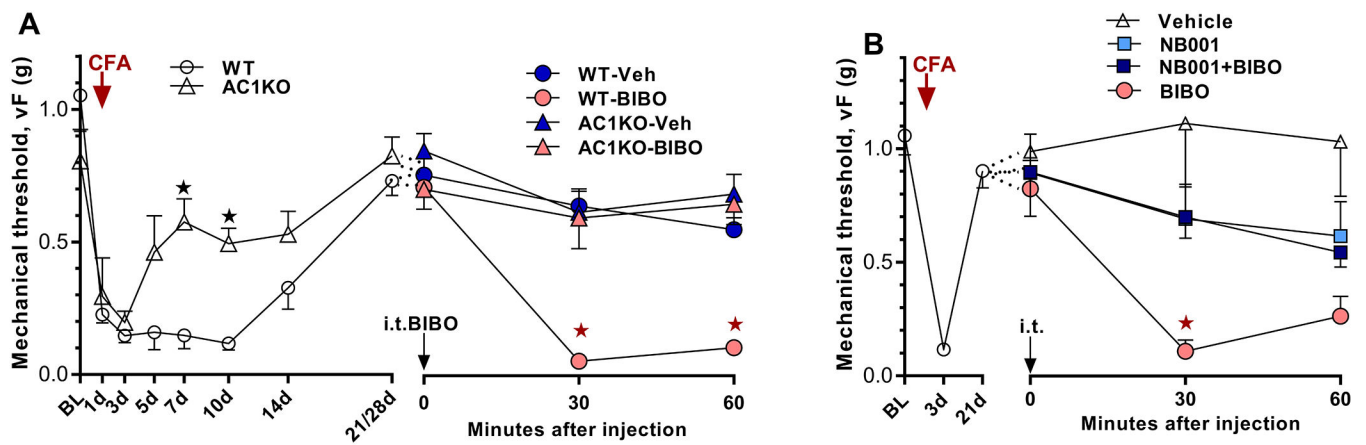 A
CFA
WT
AC1KO
WT-Veh
WT-BIBO
AC1KO-Veh
AC1KO-BIBO
Mechanical threshold, vF (g)
1.0
0.5
0.0
i.t.BIBO
BL
1d
3d
5d
7d
10d
14d
21/28d
0
30
60
Minutes after injection
B
CFA
Vehicle
NB001
NB001+BIBO
BIBO
Mechanical threshold, vF (g)
1.0
0.5
0.0
i.t.
BL
3d
21d
0
30
60
Minutes after injection